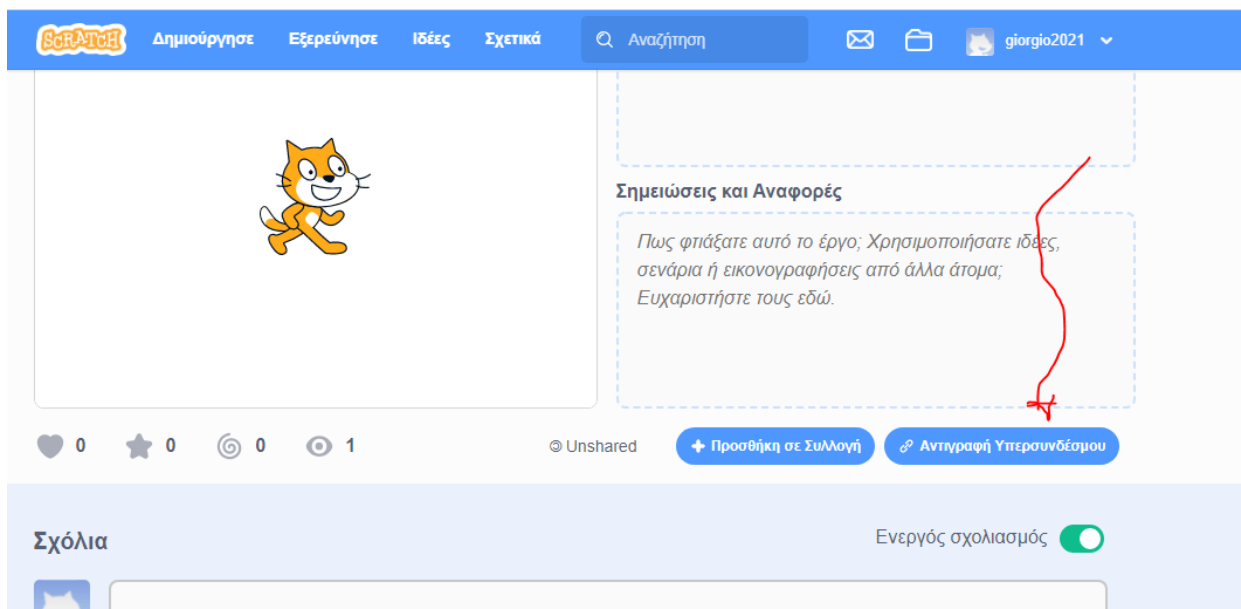 SCRATCH Δημιούργησε Εξερεύνησε Ιδέες Σχετικά Αναζήτηση giorgio2021
Σημειώσεις και Αναφορές
Πως φτιάξατε αυτό το έργο; Χρησιμοποιήσατε ιδέες,
σενάρια ή εικονογραφήσεις από άλλα άτομα;
Ευχαριστήστε τους εδώ.
0 0 0 1 Unshared Προσθήκη σε Συλλογή Αντιγραφή Υπερσυνδέσμου
Σχόλια Ενεργός σχολιασμός